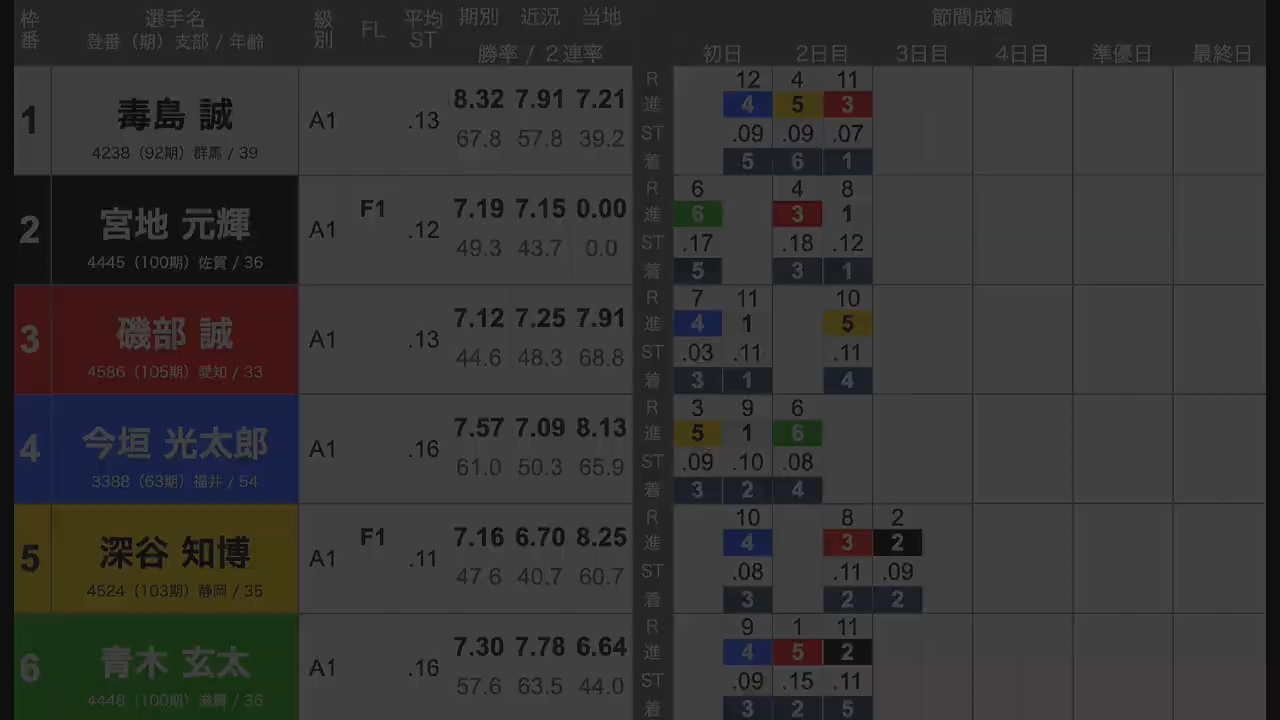 枠番 選手名 級別 FL 平均ST 期別 近況 当地 節間成績
登番（期）支部 / 年齢 勝率 / ２連率 初日 2日目 3日目 4日目 準優日 最終日
R 12 4 11
1 毒島 誠 A1 .13 8.32 7.91 7.21 進 4 5 3
67.8 57.8 39.2 ST .09 .09 .07
4238（92期）群馬 / 39 着 5 6 1
R 6 4 8
2 宮地 元輝 A1 F1 .12 7.19 7.15 0.00 進 6 3 1
49.3 43.7 0.0 ST .17 .18 .12
4445（100期）佐賀 / 36 着 5 3 1
R 7 11 10
3 磯部 誠 A1 .13 7.12 7.25 7.91 進 4 1 5
44.6 48.3 68.8 ST .03 .11 .11
4586（105期）愛知 / 33 着 3 1 4
R 3 9 6
4 今垣 光太郎 A1 .16 7.57 7.09 8.13 進 5 1 6
61.0 50.3 65.9 ST .09 .10 .08
3388（63期）福井 / 54 着 3 2 4
R 10 8 2
5 深谷 知博 A1 F1 .11 7.16 6.70 8.25 進 4 3 2
47.6 40.7 60.7 ST .08 .11 .09
4524（103期）静岡 / 35 着 3 2 2
R 9 1 11
6 青木 玄太 A1 .16 7.30 7.78 6.64 進 4 5 2
57.6 63.5 44.0 ST .09 .15 .11
4448（100期）滋賀 / 36 着 3 2 5